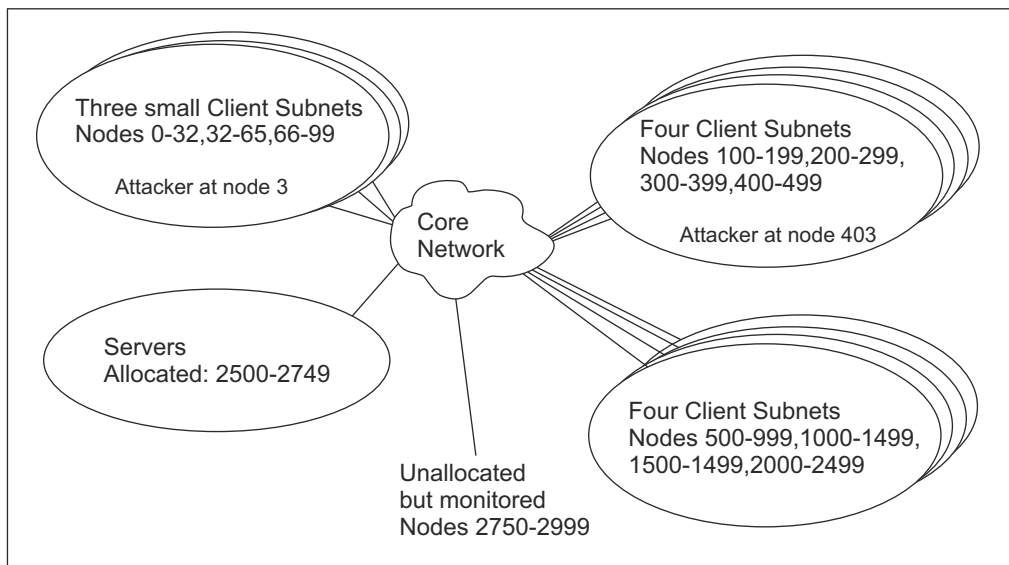 Three small Client Subnets
Nodes 0-32,32-65,66-99
Attacker at node 3
Four Client Subnets
Nodes 100-199,200-299,
300-399,400-499
Attacker at node 403
Core
Network
Servers
Allocated: 2500-2749
Four Client Subnets
Nodes 500-999,1000-1499,
1500-1499,2000-2499
Unallocated
but monitored
Nodes 2750-2999